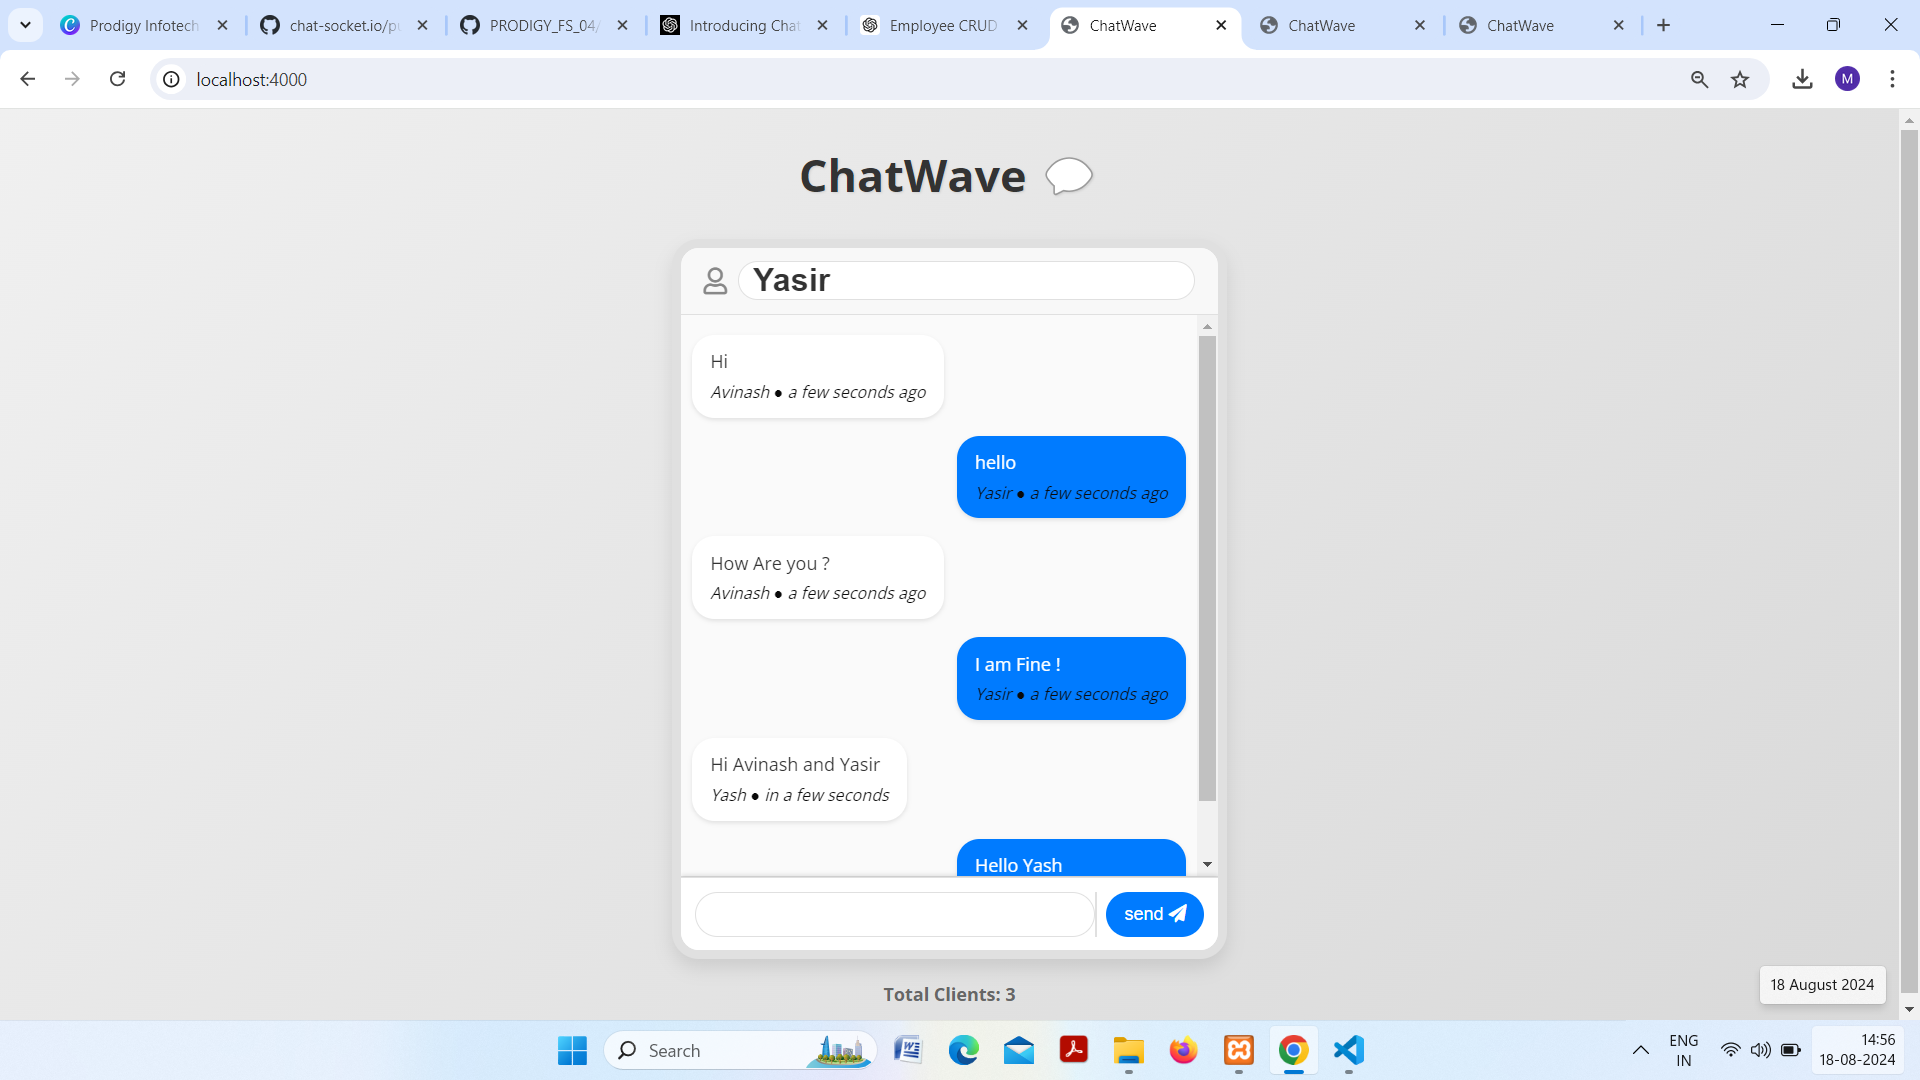 Prodigy Infotech
chat-socket.io/pu
PRODIGY_FS_04/
Introducing Chat
Employee CRUD
ChatWave
ChatWave
ChatWave
localhost:4000
M
ChatWave
Yasir
Hi
Avinash ● a few seconds ago
hello
Yasir ● a few seconds ago
How Are you ?
Avinash ● a few seconds ago
I am Fine !
Yasir ● a few seconds ago
Hi Avinash and Yasir
Yash ● in a few seconds
Hello Yash
send
Total Clients: 3
18 August 2024
Search
ENG
IN
14:56
18-08-2024